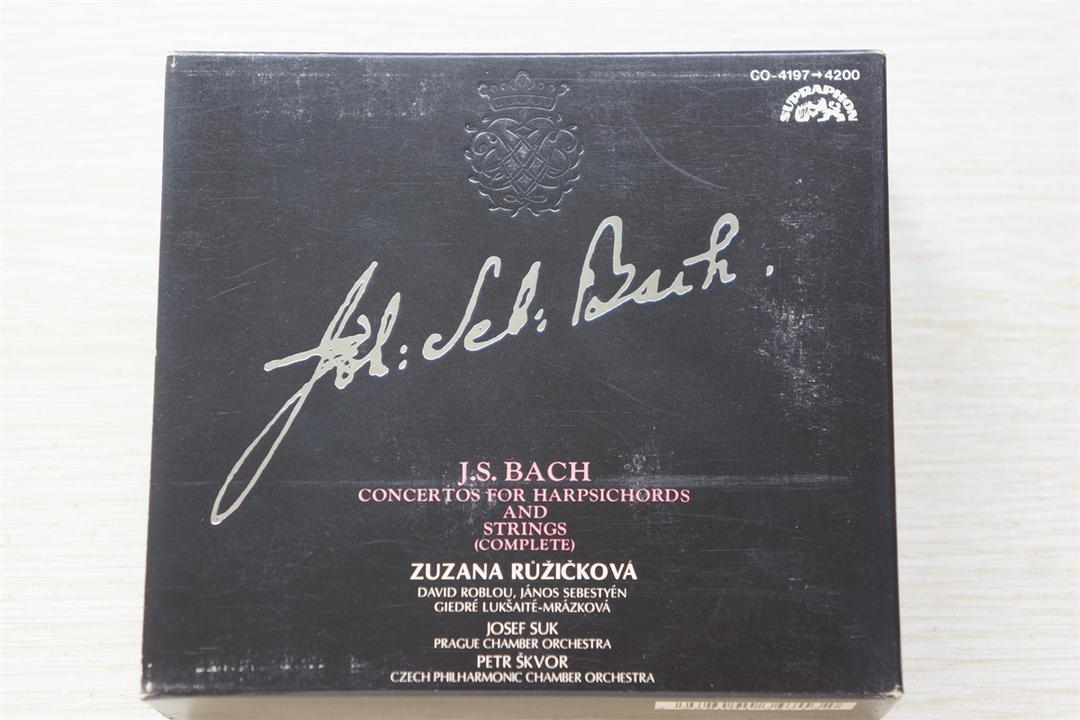 CO-4197→4200
SUPRAPHON
Joh: Seb: Bach.
J.S. BACH
CONCERTOS FOR HARPSICHORDS
AND
STRINGS
(COMPLETE)
ZUZANA RŮŽIČKOVÁ
DAVID ROBLOU, JÁNOS SEBESTYÉN
GIEDRÉ LUKŠAITÉ-MRÁZKOVÁ
JOSEF SUK
PRAGUE CHAMBER ORCHESTRA
PETR ŠKVOR
CZECH PHILHARMONIC CHAMBER ORCHESTRA